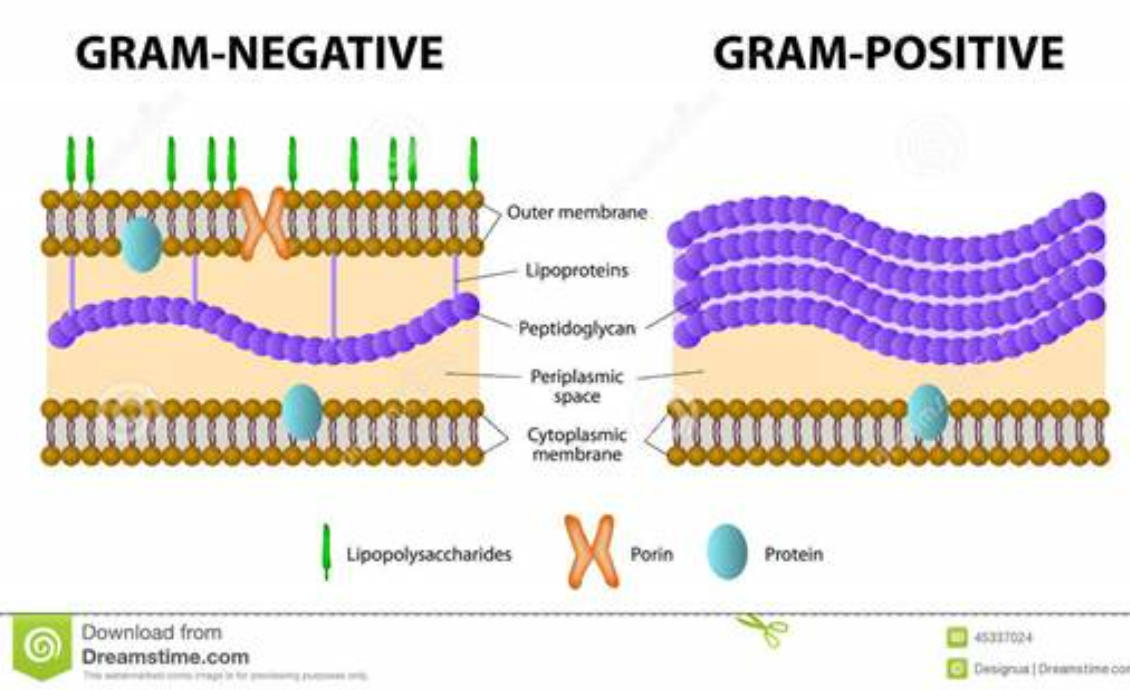 GRAM-NEGATIVE
GRAM-POSITIVE
Outer membrane
Lipoproteins
Peptidoglycan
Periplasmic
space
Cytoplasmic
membrane
Lipopolysaccharides
Porin
Protein
Download from
Dreamstime.com
This watermarked comp image is for previewing purposes only.
45337024
Designua | Dreamstime.com